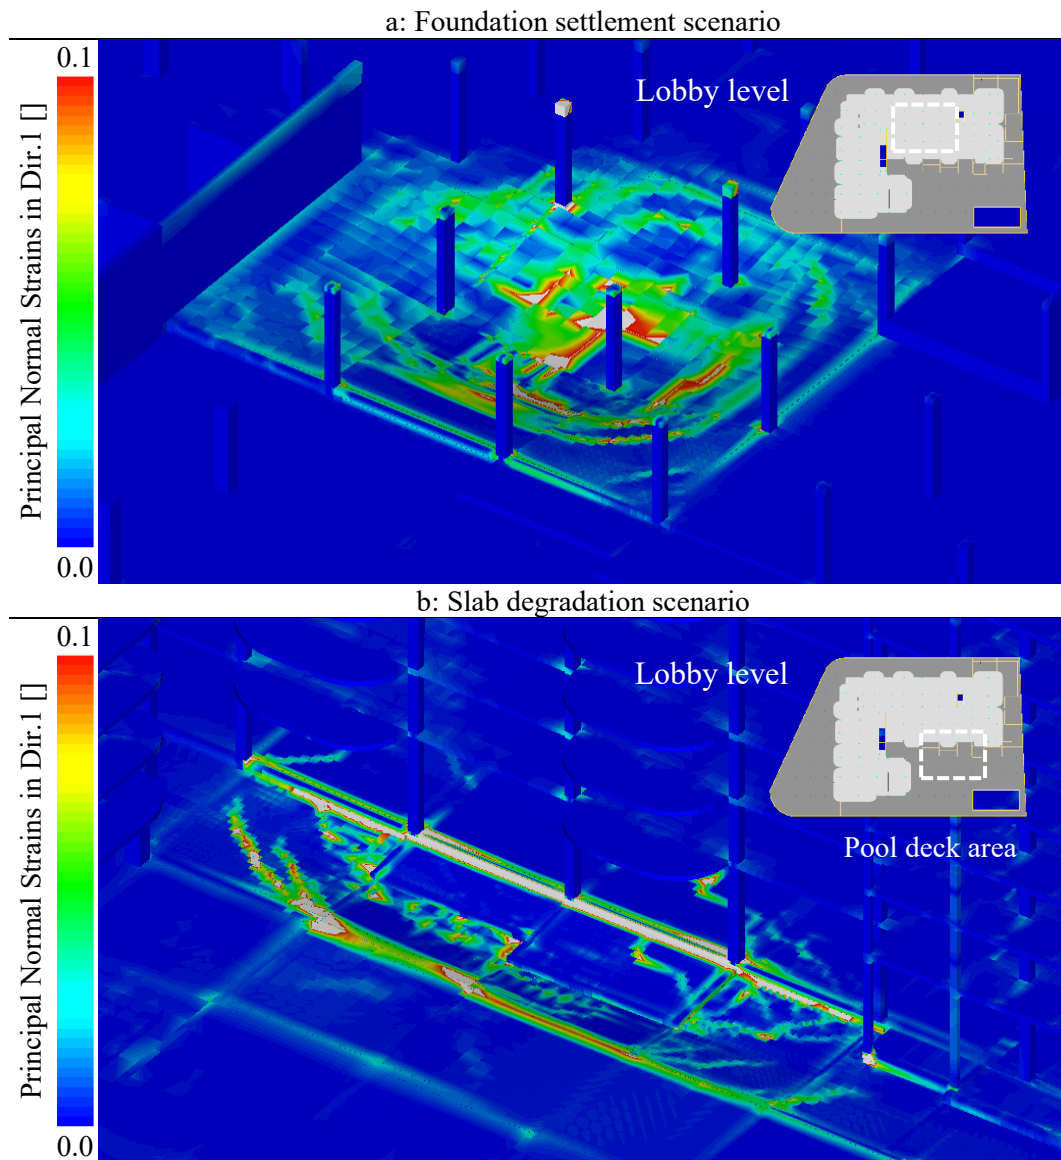 a: Foundation settlement scenario
0.1
Principal Normal Strains in Dir.1 []
0.0
Lobby level
b: Slab degradation scenario
0.1
Principal Normal Strains in Dir.1 []
0.0
Lobby level
Pool deck area